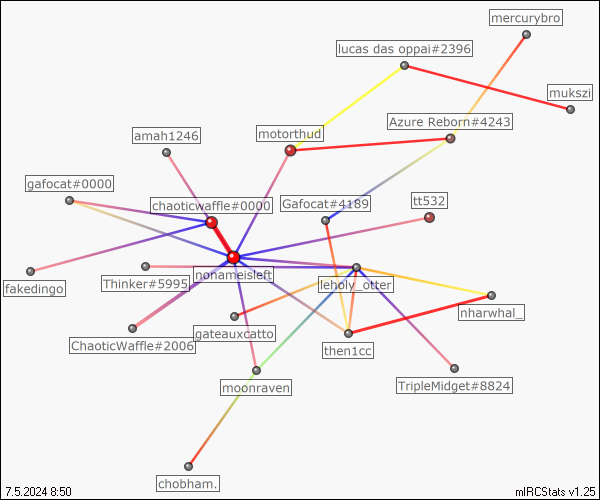 mercurybro
lucas das oppai#2396
mukszi
Azure Reborn#4243
amah1246
motorthud
gafocat#0000
chaoticwaffle#0000
Gafocat#4189
tt532
fakedingo
Thinker#5995
nonameisleft
leholy_otter
nharwhal_
ChaoticWaffle#2006
gateauxcatto
then1cc
moonraven
TripleMidget#8824
chobham.
7.5.2024 8:50
mIRCStats v1.25